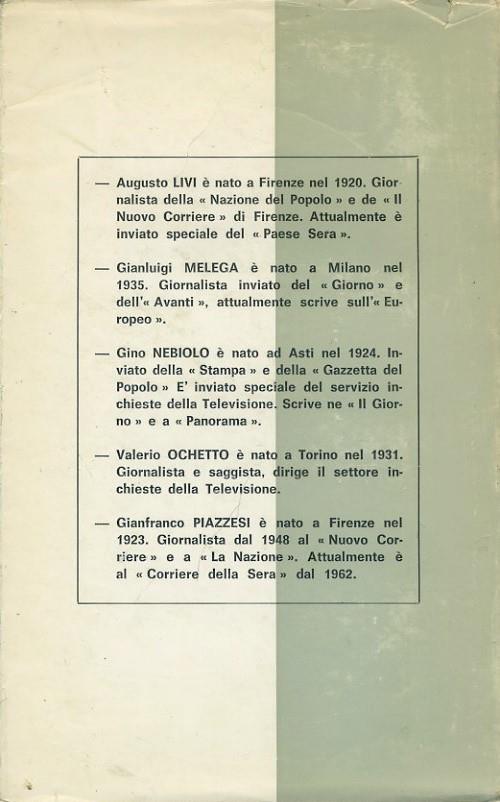 — Augusto LIVI è nato a Firenze nel 1920. Gior-
nalista della « Nazione del Popolo » e de « Il
Nuovo Corriere » di Firenze. Attualmente è
inviato speciale del « Paese Sera ».
— Gianluigi MELEGA è nato a Milano nel
1935. Giornalista inviato del « Giorno » e
dell'« Avanti », attualmente scrive sull'« Eu-
ropeo ».
— Gino NEBIOLO è nato ad Asti nel 1924. In-
viato della « Stampa » e della « Gazzetta del
Popolo » E' inviato speciale del servizio in-
chieste della Televisione. Scrive ne « Il Gior-
no » e a « Panorama ».
— Valerio OCHETTO è nato a Torino nel 1931.
Giornalista e saggista, dirige il settore in-
chieste della Televisione.
— Gianfranco PIAZZESI è nato a Firenze nel
1923. Giornalista dal 1948 al « Nuovo Cor-
riere » e a « La Nazione ». Attualmente è
al « Corriere della Sera » dal 1962.